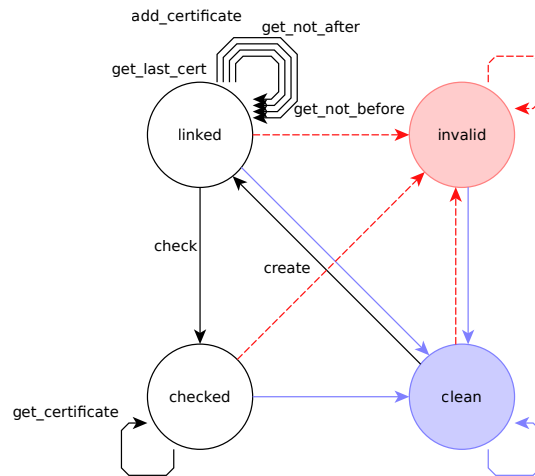 add_certificate
get_not_after
get_last_cert
get_not_before
linked
invalid
check
create
checked
clean
get_certificate